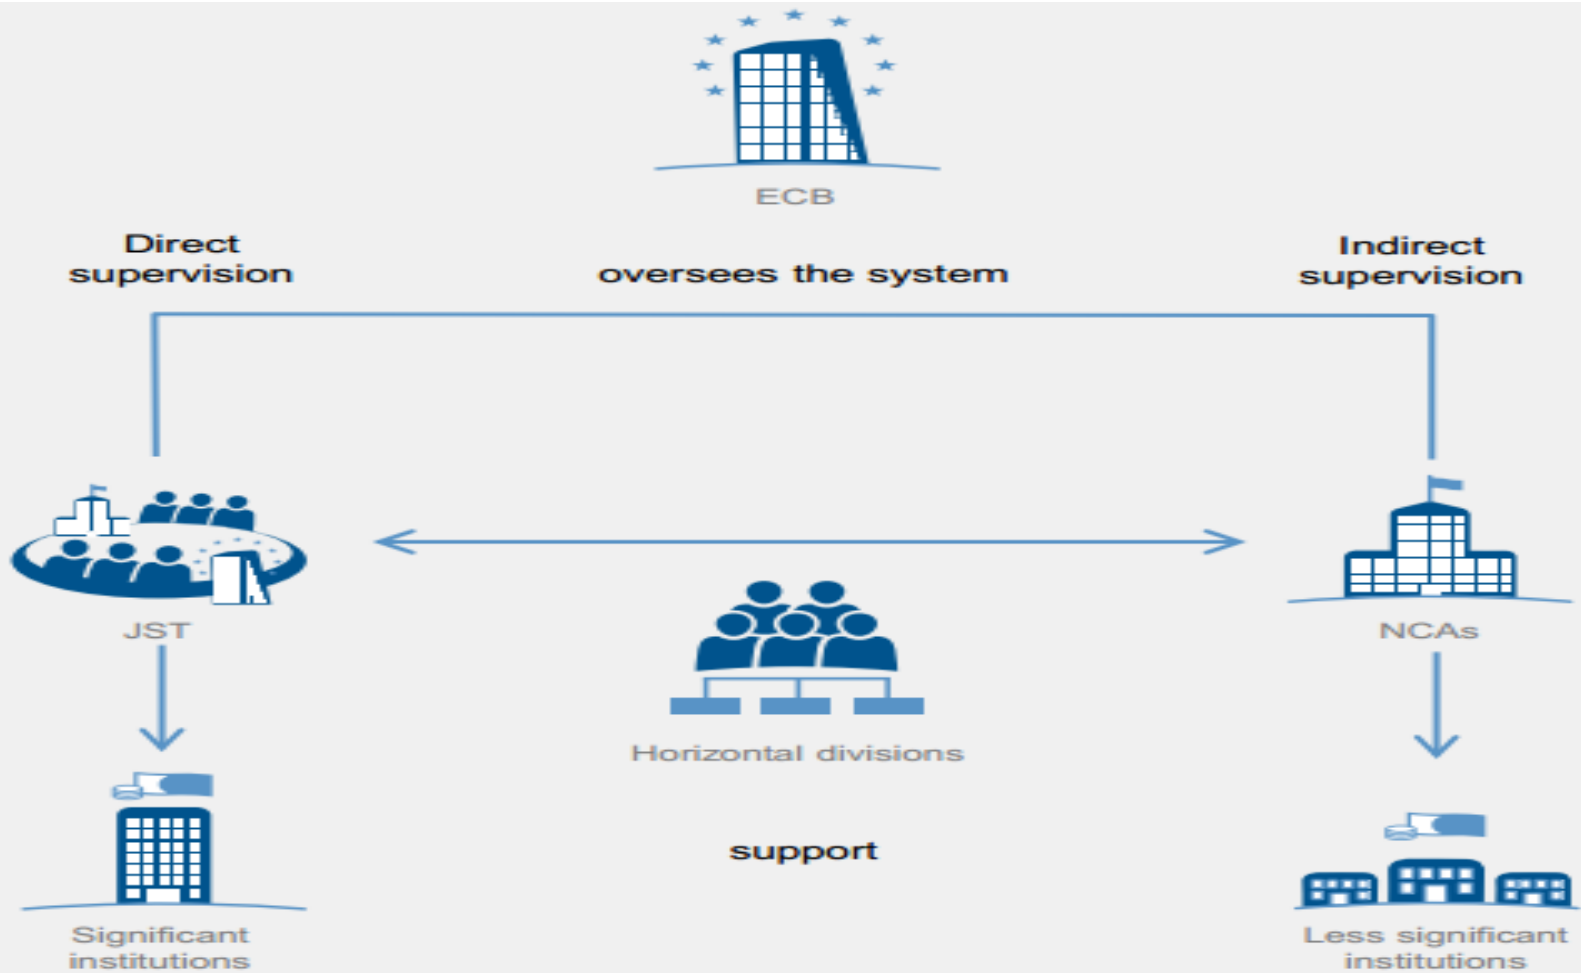 ECB
Direct
supervision
oversees the system
Indirect
supervision
JST
NCAs
Horizontal divisions
support
Significant
institutions
Less significant
institutions